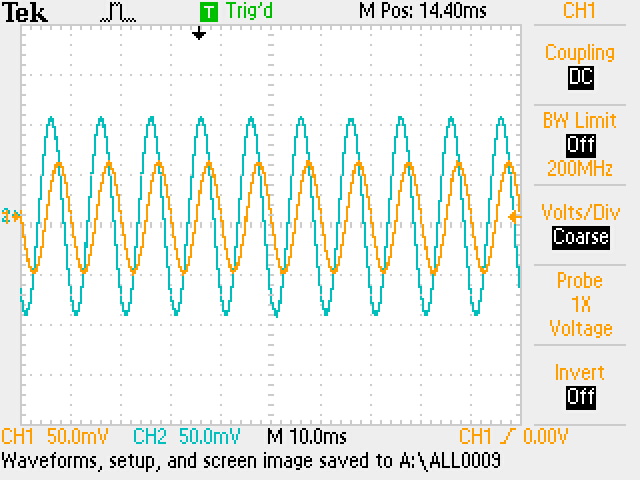 Tek T Trig'd M Pos: 14.40ms CH1
Coupling
DC
BW Limit
Off
200MHz
Volts/Div
Coarse
Probe
1X
Voltage
Invert
Off
CH1 50.0mV CH2 50.0mV M 10.0ms CH1 0.00V
Waveforms, setup, and screen image saved to A:\ALL0009